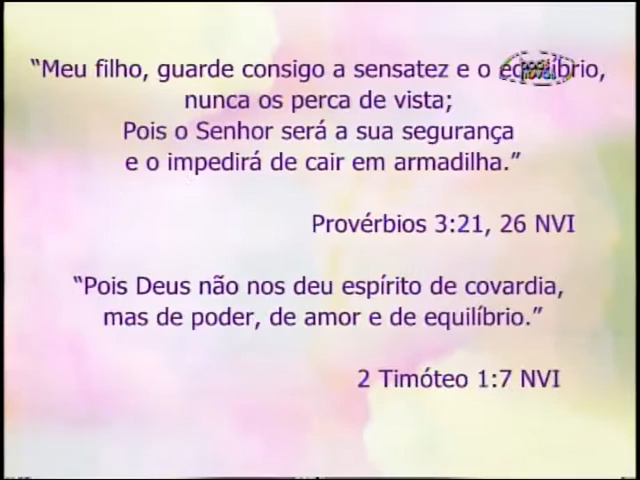 “Meu filho, guarde consigo a sensatez e o equilíbrio,
nunca os perca de vista;
Pois o Senhor será a sua segurança
e o impedirá de cair em armadilha.”
Provérbios 3:21, 26 NVI
“Pois Deus não nos deu espírito de covardia,
mas de poder, de amor e de equilíbrio.”
2 Timóteo 1:7 NVI